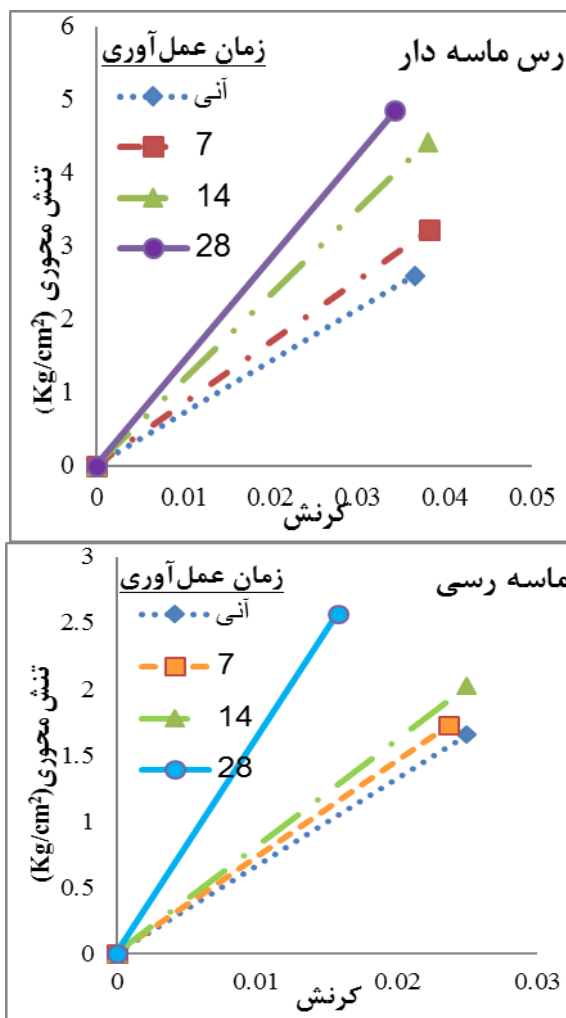 رس ماسه دار
زمان عمل‌آوری
آنی
7
14
28
تنش محوری (Kg/cm²)
6
5
4
3
2
1
0
0 0.01 0.02 0.03 0.04 0.05
کرنش
ماسه رسی
زمان عمل‌آوری
آنی
7
14
28
تنش محوری(Kg/cm²)
3
2.5
2
1.5
1
0.5
0
0 0.01 0.02 0.03
کرنش